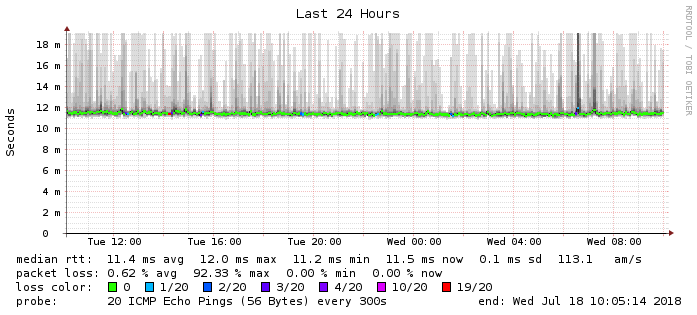 Last 24 Hours
RRDTOOL / TOBI OETIKER
Seconds
18 m
16 m
14 m
12 m
10 m
8 m
6 m
4 m
2 m
0
Tue 12:00 Tue 16:00 Tue 20:00 Wed 00:00 Wed 04:00 Wed 08:00
median rtt: 11.4 ms avg 12.0 ms max 11.2 ms min 11.5 ms now 0.1 ms sd 113.1 am/s
packet loss: 0.62 % avg 92.33 % max 0.00 % min 0.00 % now
loss color: 0 1/20 2/20 3/20 4/20 10/20 19/20
probe: 20 ICMP Echo Pings (56 Bytes) every 300s end: Wed Jul 18 10:05:14 2018